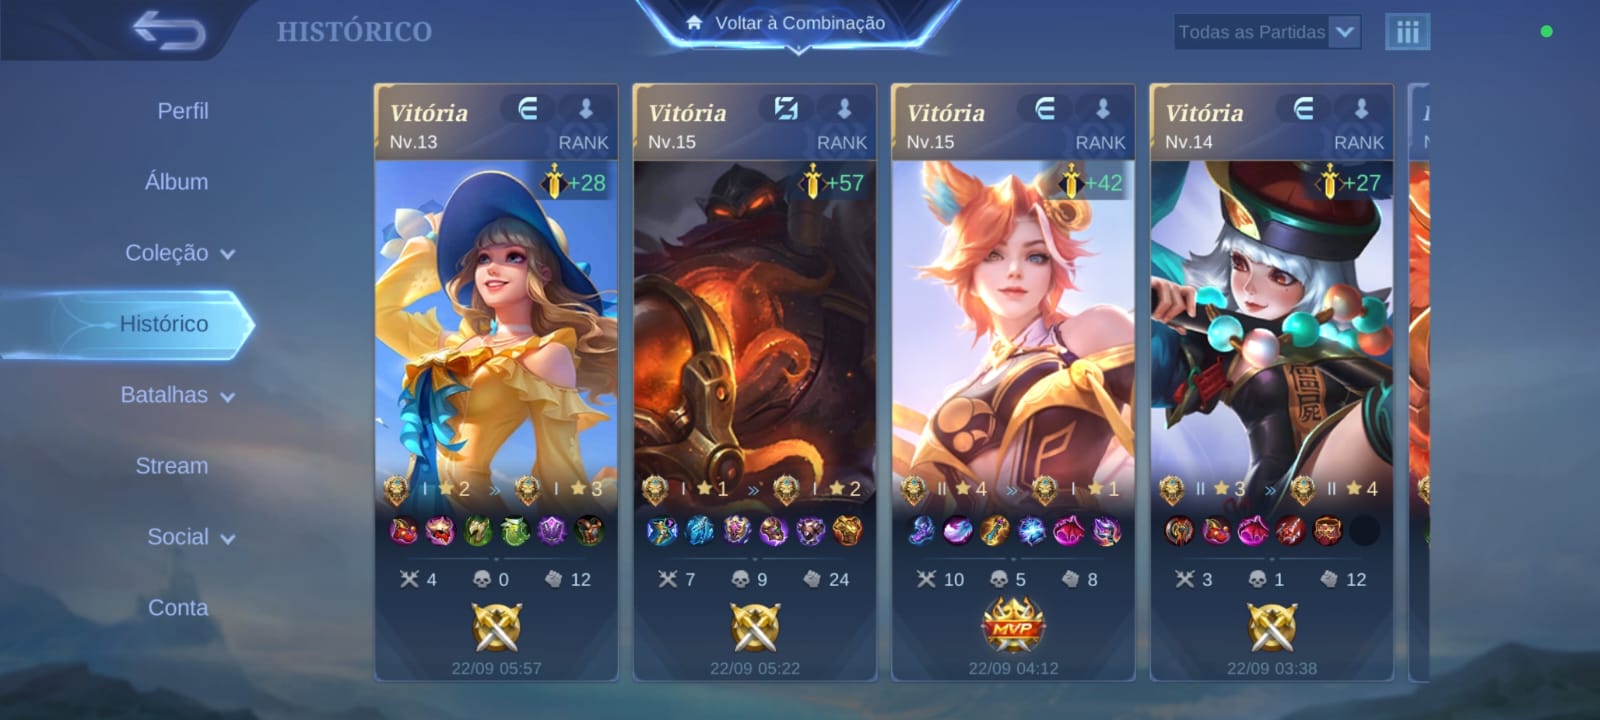 HISTÓRICO
Voltar à Combinação
Todas as Partidas
Perfil
Álbum
Coleção
Histórico
Batalhas
Stream
Social
Conta
Vitória
Nv.13 RANK
+28
I 2 » I 3
4 0 12
22/09 05:57
Vitória
Nv.15 RANK
+57
I 1 » I 2
7 9 24
22/09 05:22
Vitória
Nv.15 RANK
+42
II 4 » I 1
10 5 8
MVP
22/09 04:12
Vitória
Nv.14 RANK
+27
II 3 » II 4
3 1 12
22/09 03:38